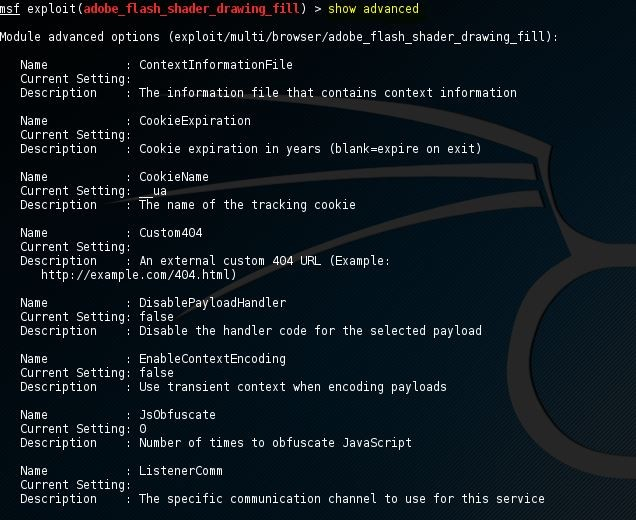 msf exploit(adobe_flash_shader_drawing_fill) > show advanced
Module advanced options (exploit/multi/browser/adobe_flash_shader_drawing_fill):
Name : ContextInformationFile
Current Setting:
Description : The information file that contains context information
Name : CookieExpiration
Current Setting:
Description : Cookie expiration in years (blank=expire on exit)
Name : CookieName
Current Setting: __ua
Description : The name of the tracking cookie
Name : Custom404
Current Setting:
Description : An external custom 404 URL (Example:
http://example.com/404.html)
Name : DisablePayloadHandler
Current Setting: false
Description : Disable the handler code for the selected payload
Name : EnableContextEncoding
Current Setting: false
Description : Use transient context when encoding payloads
Name : JsObfuscate
Current Setting: 0
Description : Number of times to obfuscate JavaScript
Name : ListenerComm
Current Setting:
Description : The specific communication channel to use for this service